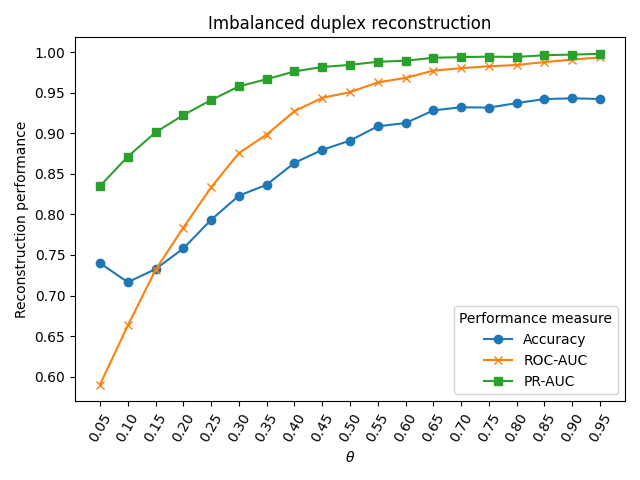 Imbalanced duplex reconstruction
Reconstruction performance
1.00
0.95
0.90
0.85
0.80
0.75
0.70
0.65
0.60
Performance measure
Accuracy
ROC-AUC
PR-AUC
0.05 0.10 0.15 0.20 0.25 0.30 0.35 0.40 0.45 0.50 0.55 0.60 0.65 0.70 0.75 0.80 0.85 0.90 0.95
θ